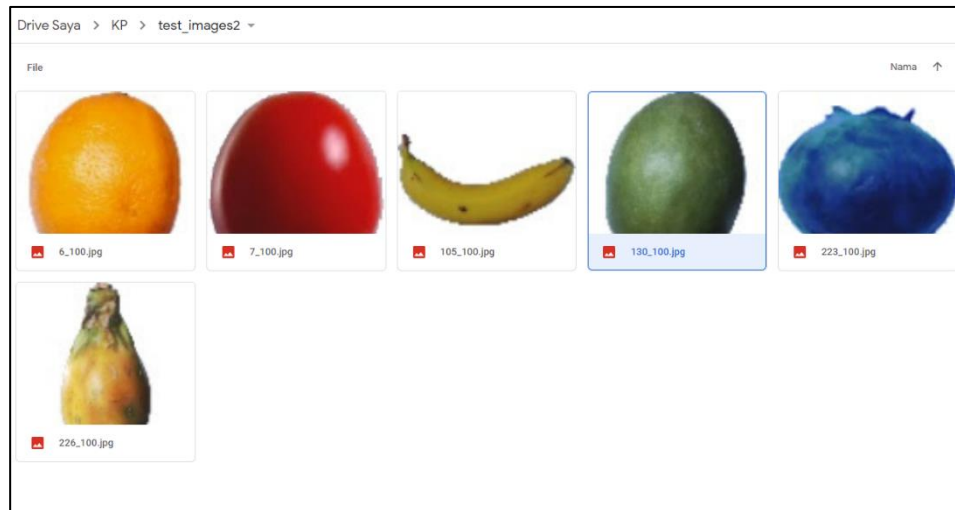 Drive Saya > KP > test_images2
File Nama
6_100.jpg 7_100.jpg 105_100.jpg 130_100.jpg 223_100.jpg
226_100.jpg